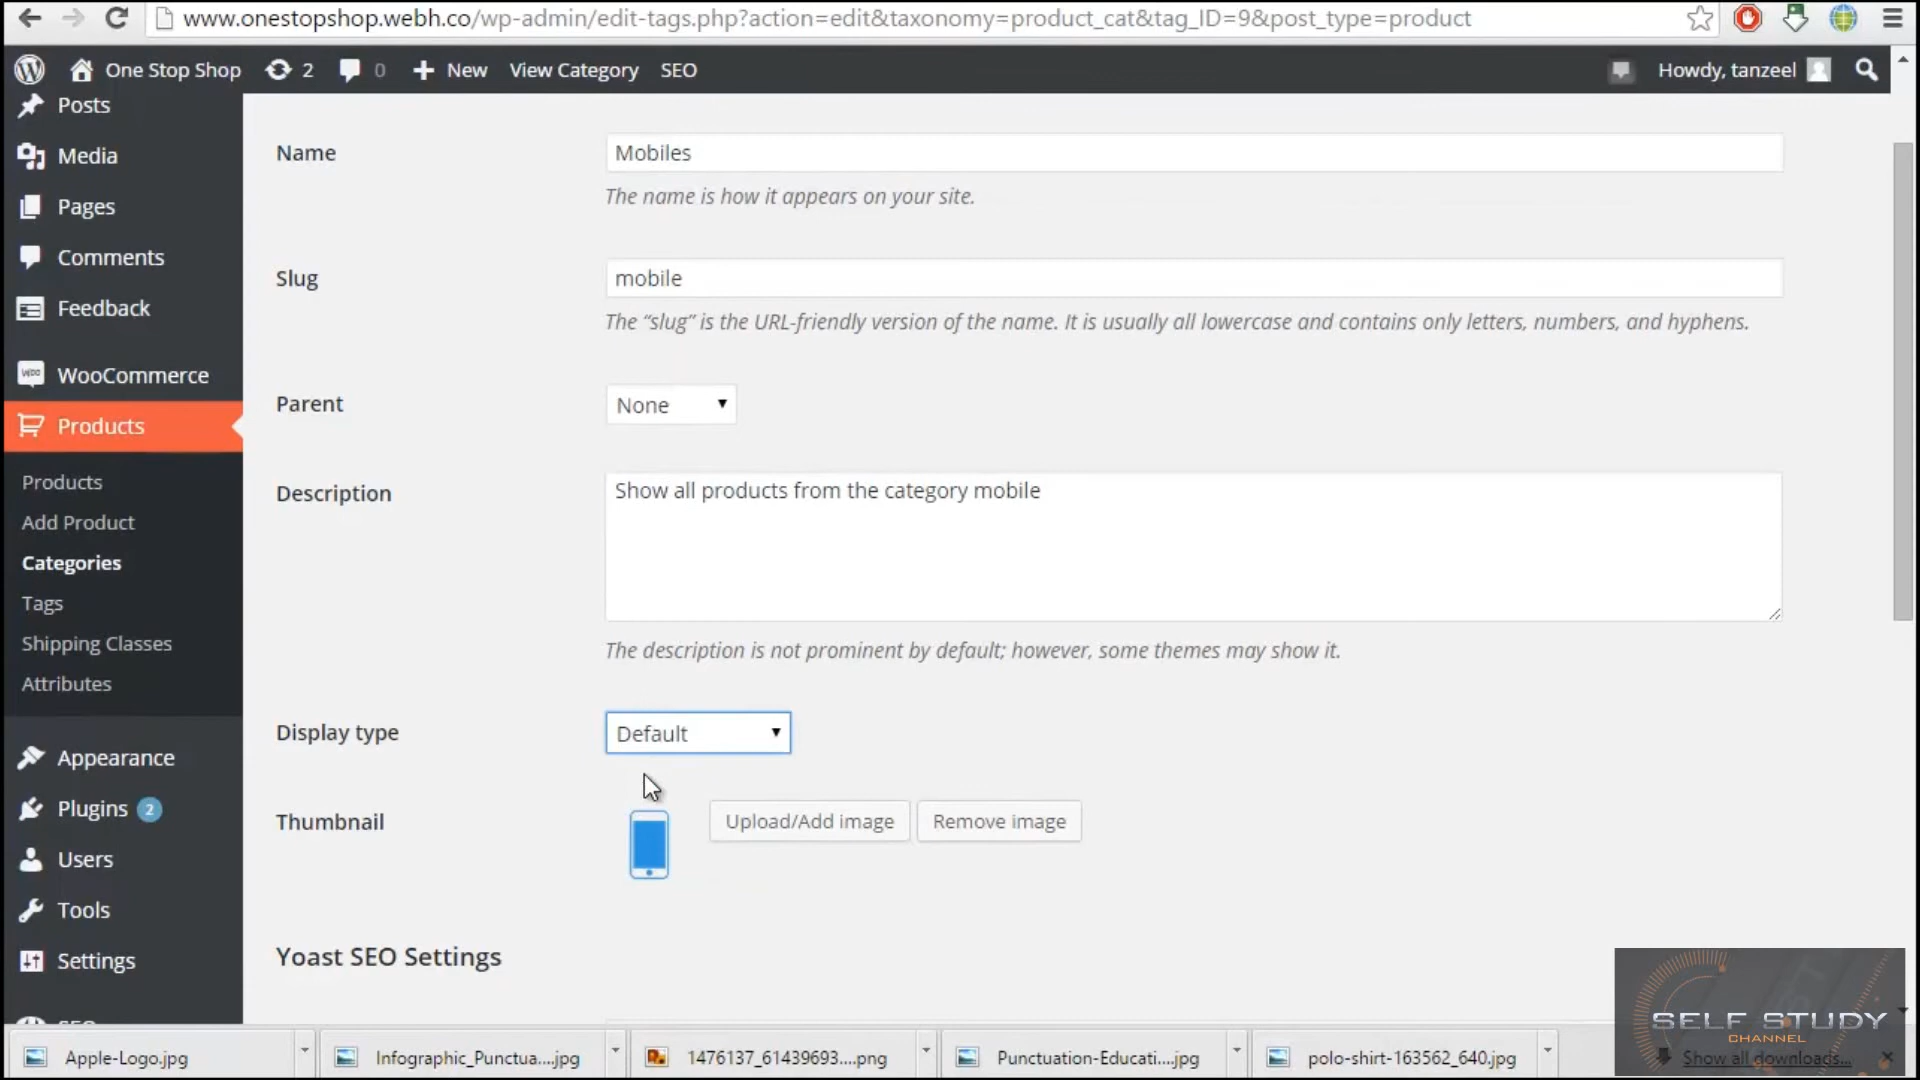 www.onestopshop.webh.co/wp-admin/edit-tags.php?action=edit&taxonomy=product_cat&tag_ID=9&post_type=product
One Stop Shop 2 0 New View Category SEO Howdy, tanzeel
Posts
Media
Pages
Comments
Feedback
WooCommerce
Products
Products
Add Product
Categories
Tags
Shipping Classes
Attributes
Appearance
Plugins 2
Users
Tools
Settings
Name Mobiles
The name is how it appears on your site.
Slug mobile
The “slug” is the URL-friendly version of the name. It is usually all lowercase and contains only letters, numbers, and hyphens.
Parent None
Description Show all products from the category mobile
The description is not prominent by default; however, some themes may show it.
Display type Default
Thumbnail Upload/Add image Remove image
Yoast SEO Settings
SELF STUDY
CHANNEL
Apple-Logo.jpg Infographic_Punctua....jpg 1476137_61439693....png Punctuation-Educati....jpg polo-shirt-163562_640.jpg Show all downloads...